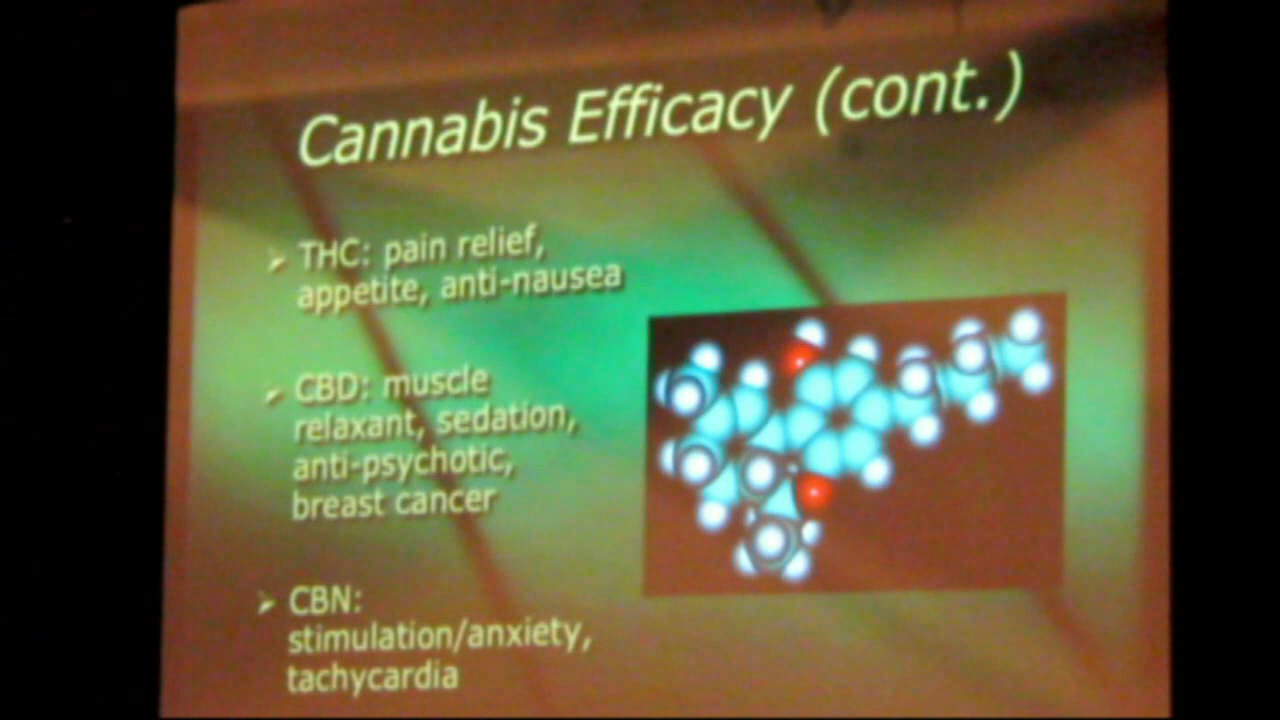 Cannabis Efficacy (cont.)
THC: pain relief,
appetite, anti-nausea
CBD: muscle
relaxant, sedation,
anti-psychotic,
breast cancer
CBN:
stimulation/anxiety,
tachycardia